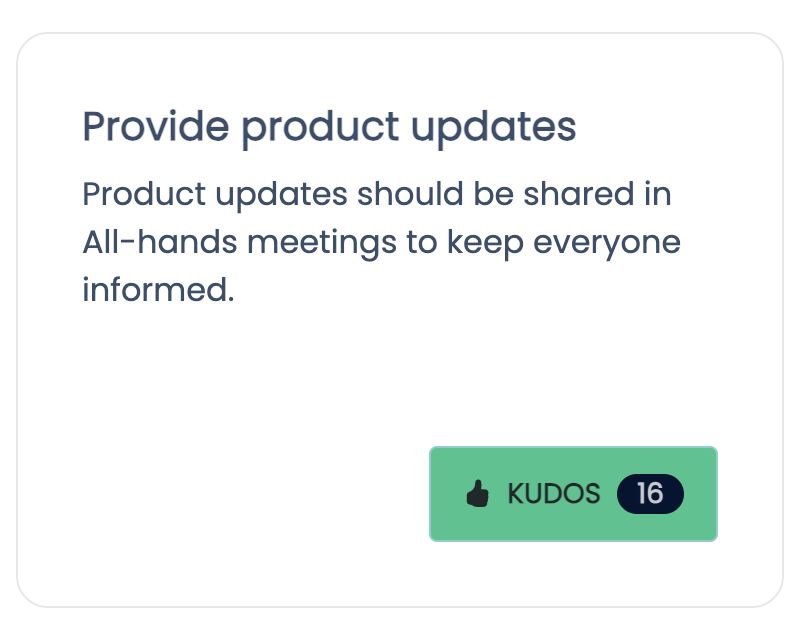 Provide product updates
Product updates should be shared in
All-hands meetings to keep everyone
informed.
KUDOS 16